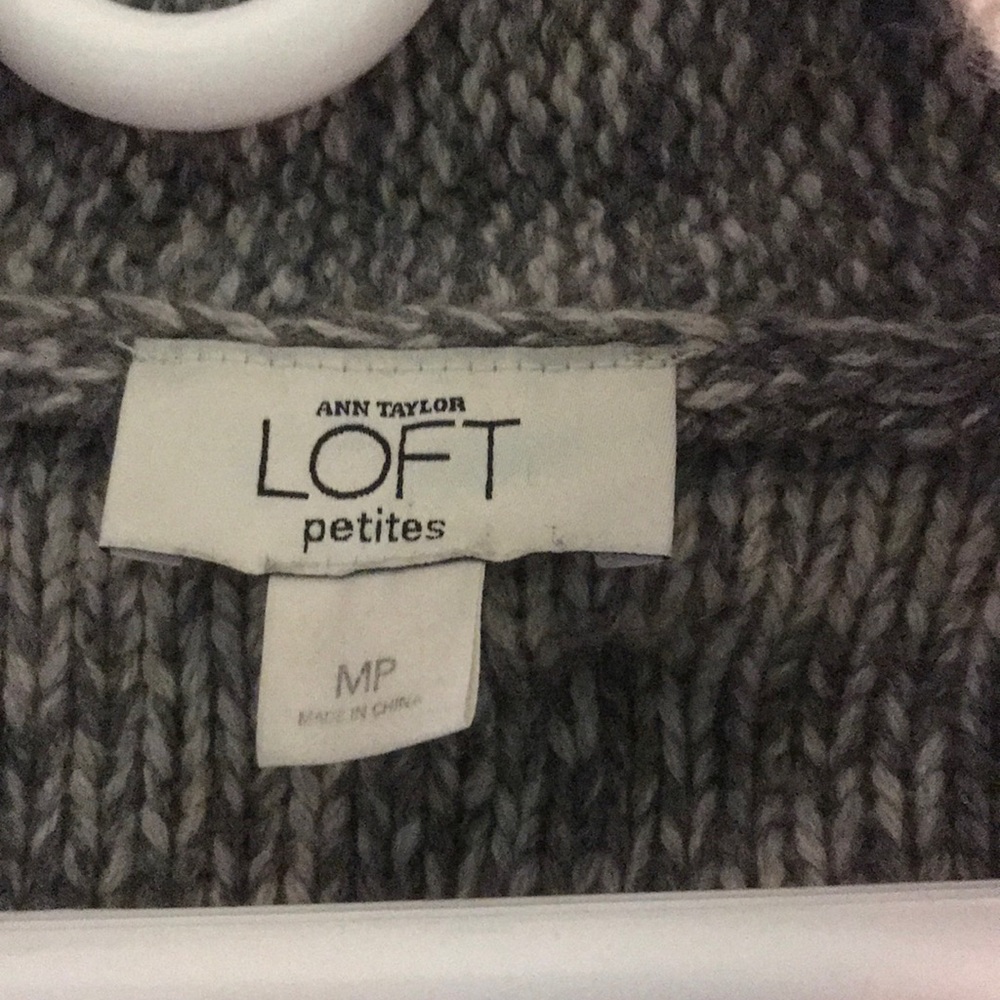 ANN TAYLOR
LOFT
petites
MP
MADE IN CHINA